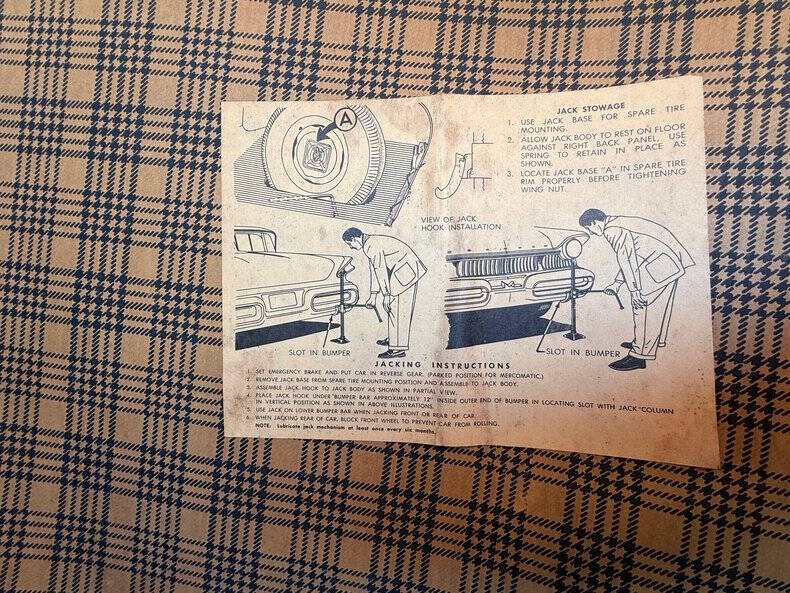 A
JACK STOWAGE
1. USE JACK BASE FOR SPARE TIRE
MOUNTING.
2. ALLOW JACK BODY TO REST ON FLOOR
AGAINST RIGHT BACK PANEL. USE
SPRING TO RETAIN IN PLACE AS
SHOWN.
3. LOCATE JACK BASE "A" IN SPARE TIRE
RIM PROPERLY BEFORE TIGHTENING
WING NUT.
VIEW OF JACK
HOOK INSTALLATION
SLOT IN BUMPER
SLOT IN BUMPER
JACKING INSTRUCTIONS
1. SET EMERGENCY BRAKE AND PUT CAR IN REVERSE GEAR. (PARKED POSITION FOR MERCOMATIC.)
2. REMOVE JACK BASE FROM SPARE TIRE MOUNTING POSITION AND ASSEMBLE TO JACK BODY.
3. ASSEMBLE JACK HOOK TO JACK BODY AS SHOWN IN PARTIAL VIEW.
4. PLACE JACK HOOK UNDER BUMPER BAR APPROXIMATELY 12" INSIDE OUTER END OF BUMPER IN LOCATING SLOT WITH JACK COLUMN
IN VERTICAL POSITION AS SHOWN IN ABOVE ILLUSTRATIONS.
5. USE JACK ON LOWER BUMPER BAR WHEN JACKING FRONT OR REAR OF CAR.
6. WHEN JACKING REAR OF CAR, BLOCK FRONT WHEEL TO PREVENT CAR FROM ROLLING.
NOTE: Lubricate jack mechanism at least once every six months.